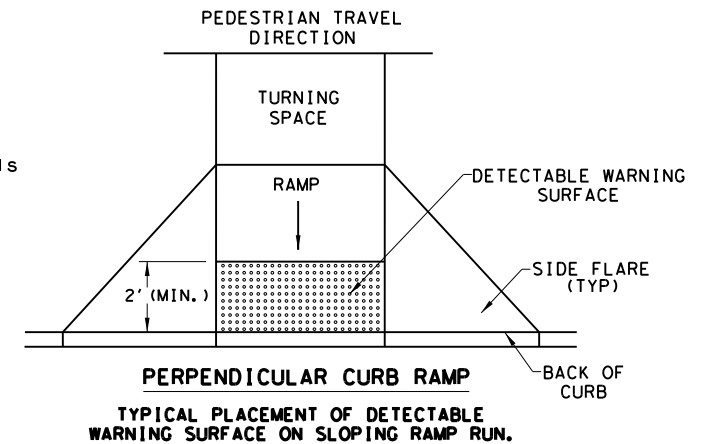 PEDESTRIAN TRAVEL
DIRECTION
TURNING
SPACE
ls
RAMP
DETECTABLE WARNING
SURFACE
SIDE FLARE
(TYP)
2' (MIN.)
BACK OF
CURB
PERPENDICULAR CURB RAMP
TYPICAL PLACEMENT OF DETECTABLE
WARNING SURFACE ON SLOPING RAMP RUN.